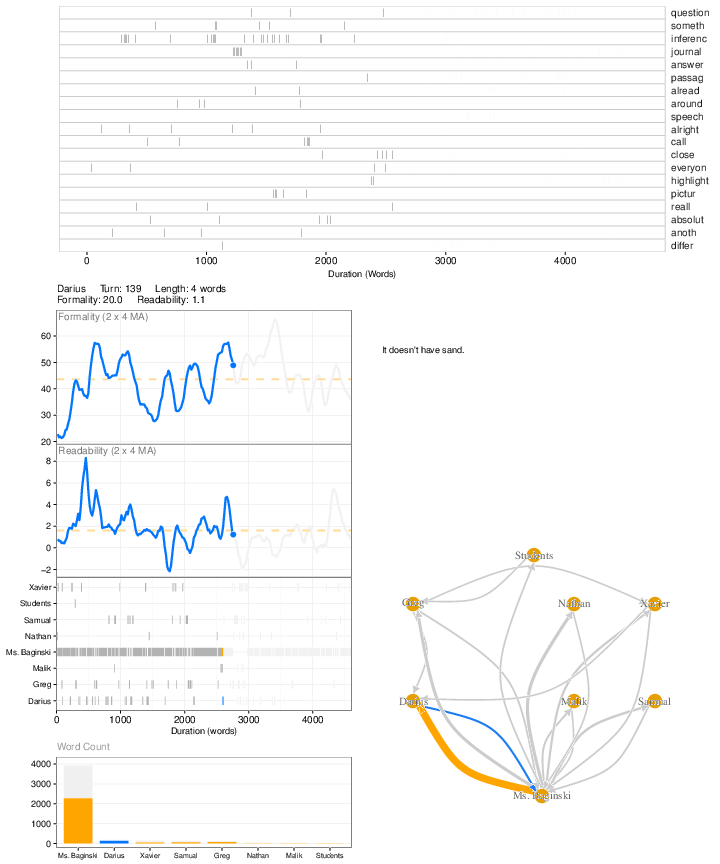 question
someth
inferenc
journal
answer
passag
alread
around
speech
alright
call
close
everyon
highlight
pictur
reall
absolut
anoth
differ
0 1000 2000 3000 4000
Duration (Words)
Darius Turn: 139 Length: 4 words
Formality: 20.0 Readability: 1.1
Formality (2 x 4 MA)
60
50
40
30
20
It doesn't have sand.
Readability (2 x 4 MA)
8
6
4
2
0
−2
Xavier
Students
Samual
Nathan
Ms. Baginski
Malik
Greg
Darius
0 1000 2000 3000 4000
Duration (words)
Students
Greg Nathan Xavier
Darius Malik Samual
Ms. Baginski
Word Count
4000
3000
2000
1000
0
Ms. Baginski Darius Xavier Samual Greg Nathan Malik Students